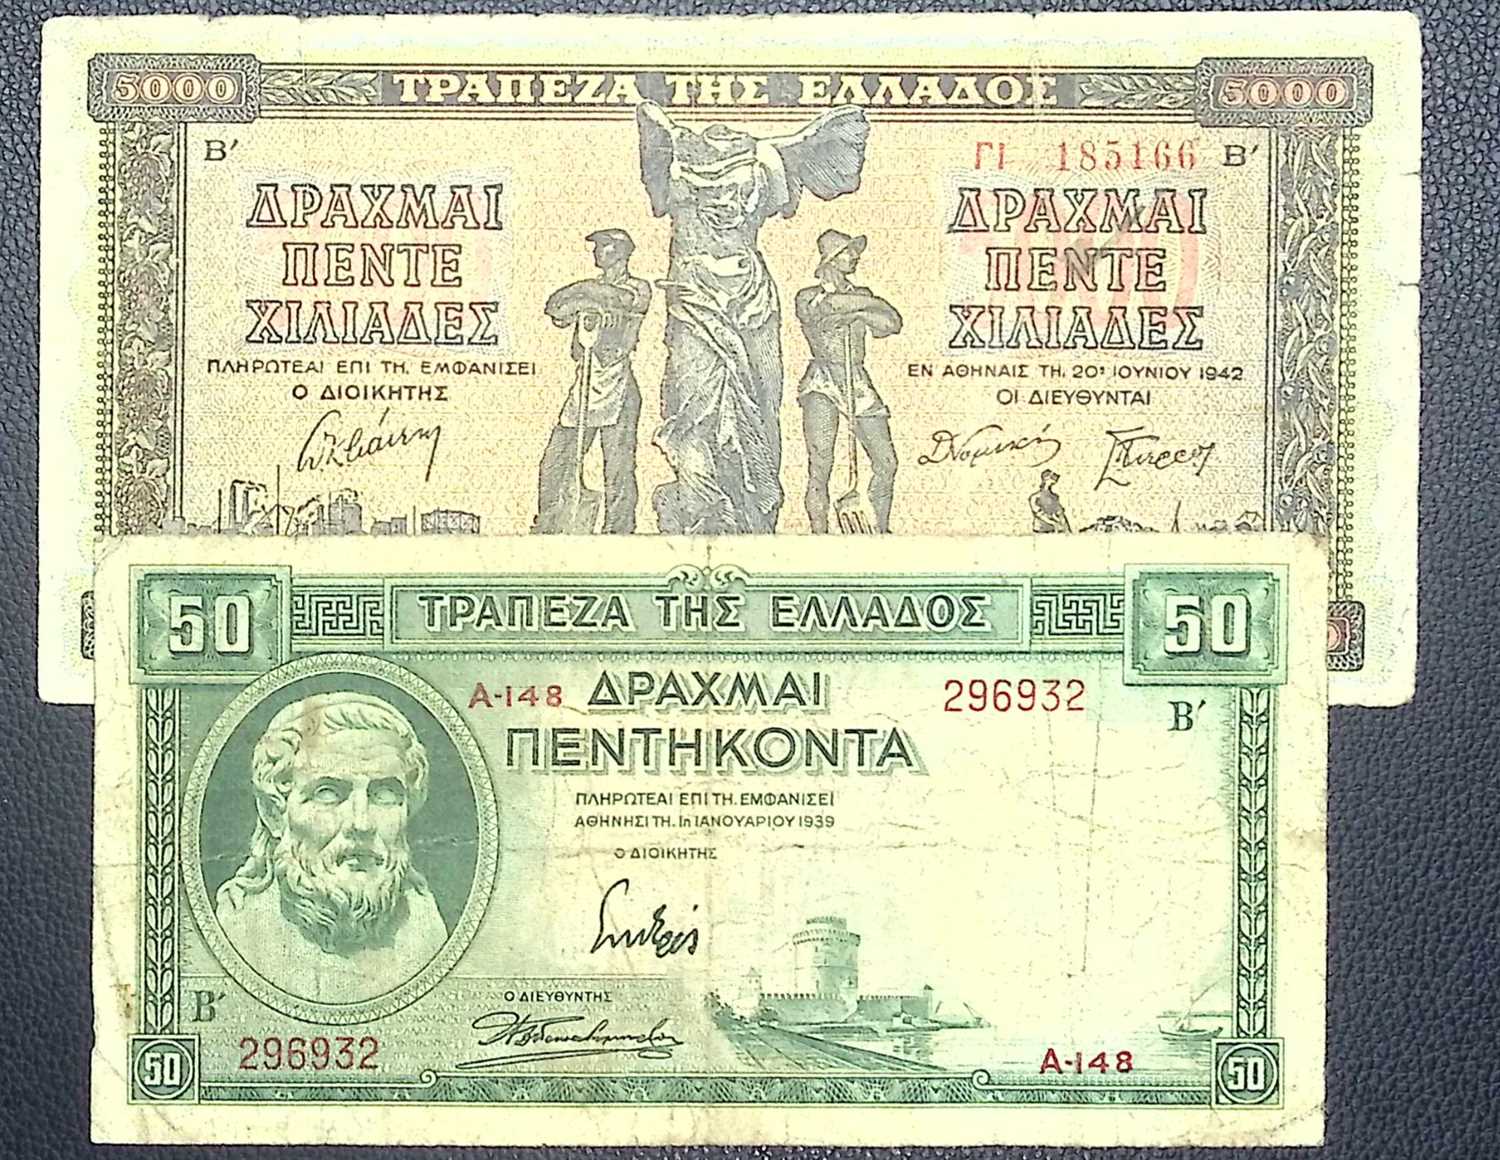 5000 ΤΡΑΠΕΖΑ ΤΗΣ ΕΛΛΑΔΟΣ 5000
Β′ ΓΙ 185166 Β′
ΔΡΑΧΜΑΙ
ΠΕΝΤΕ
ΧΙΛΙΑΔΕΣ
ΠΛΗΡΩΤΕΑΙ ΕΠΙ ΤΗ, ΕΜΦΑΝΙΣΕΙ
Ο ΔΙΟΙΚΗΤΗΣ
ΔΡΑΧΜΑΙ
ΠΕΝΤΕ
ΧΙΛΙΑΔΕΣ
ΕΝ ΑΘΗΝΑΙΣ ΤΗ, 20ῃ ΙΟΥΝΙΟΥ 1942
ΟΙ ΔΙΕΥΘΥΝΤΑΙ
50 ΤΡΑΠΕΖΑ ΤΗΣ ΕΛΛΑΔΟΣ 50
Α-148 ΔΡΑΧΜΑΙ 296932 Β′
ΠΕΝΤΗΚΟΝΤΑ
ΠΛΗΡΩΤΕΑΙ ΕΠΙ ΤΗ, ΕΜΦΑΝΙΣΕΙ
ΑΘΗΝΗΣΙ ΤΗ, 1η ΙΑΝΟΥΑΡΙΟΥ 1939
Ο ΔΙΟΙΚΗΤΗΣ
Ο ΔΙΕΥΘΥΝΤΗΣ
Β′
296932 Α-148
50 50